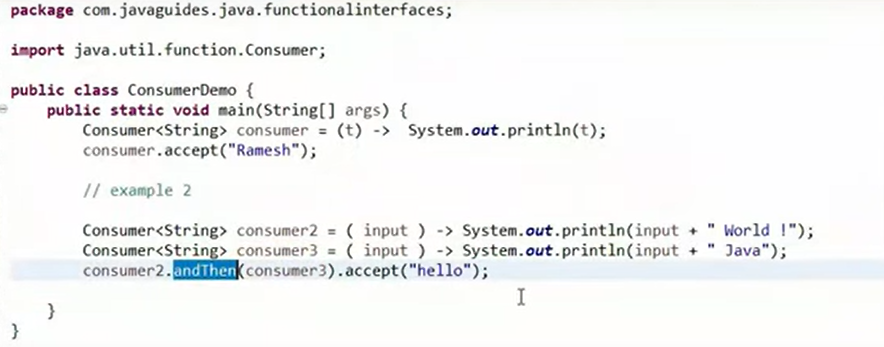 package com.javaguides.java.functionalinterfaces;
import java.util.function.Consumer;
public class ConsumerDemo {
public static void main(String[] args) {
Consumer<String> consumer = (t) -> System.out.println(t);
consumer.accept("Ramesh");
// example 2
Consumer<String> consumer2 = ( input ) -> System.out.println(input + " World !");
Consumer<String> consumer3 = ( input ) -> System.out.println(input + " Java");
consumer2.andThen(consumer3).accept("hello");
}
}